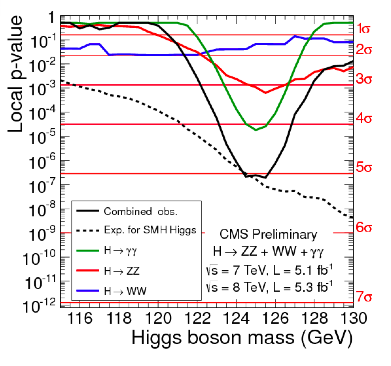 Local p-value
1
10⁻¹
10⁻²
10⁻³
10⁻⁴
10⁻⁵
10⁻⁶
10⁻⁷
10⁻⁸
10⁻⁹
10⁻¹⁰
10⁻¹¹
10⁻¹²
1σ
2σ
3σ
4σ
5σ
6σ
7σ
Combined obs.
Exp. for SMH Higgs
H→γγ
H→ZZ
H→WW
CMS Preliminary
H→ZZ + WW + γγ
√s = 7 TeV, L = 5.1 fb⁻¹
√s = 8 TeV, L = 5.3 fb⁻¹
116 118 120 122 124 126 128 130
Higgs boson mass (GeV)